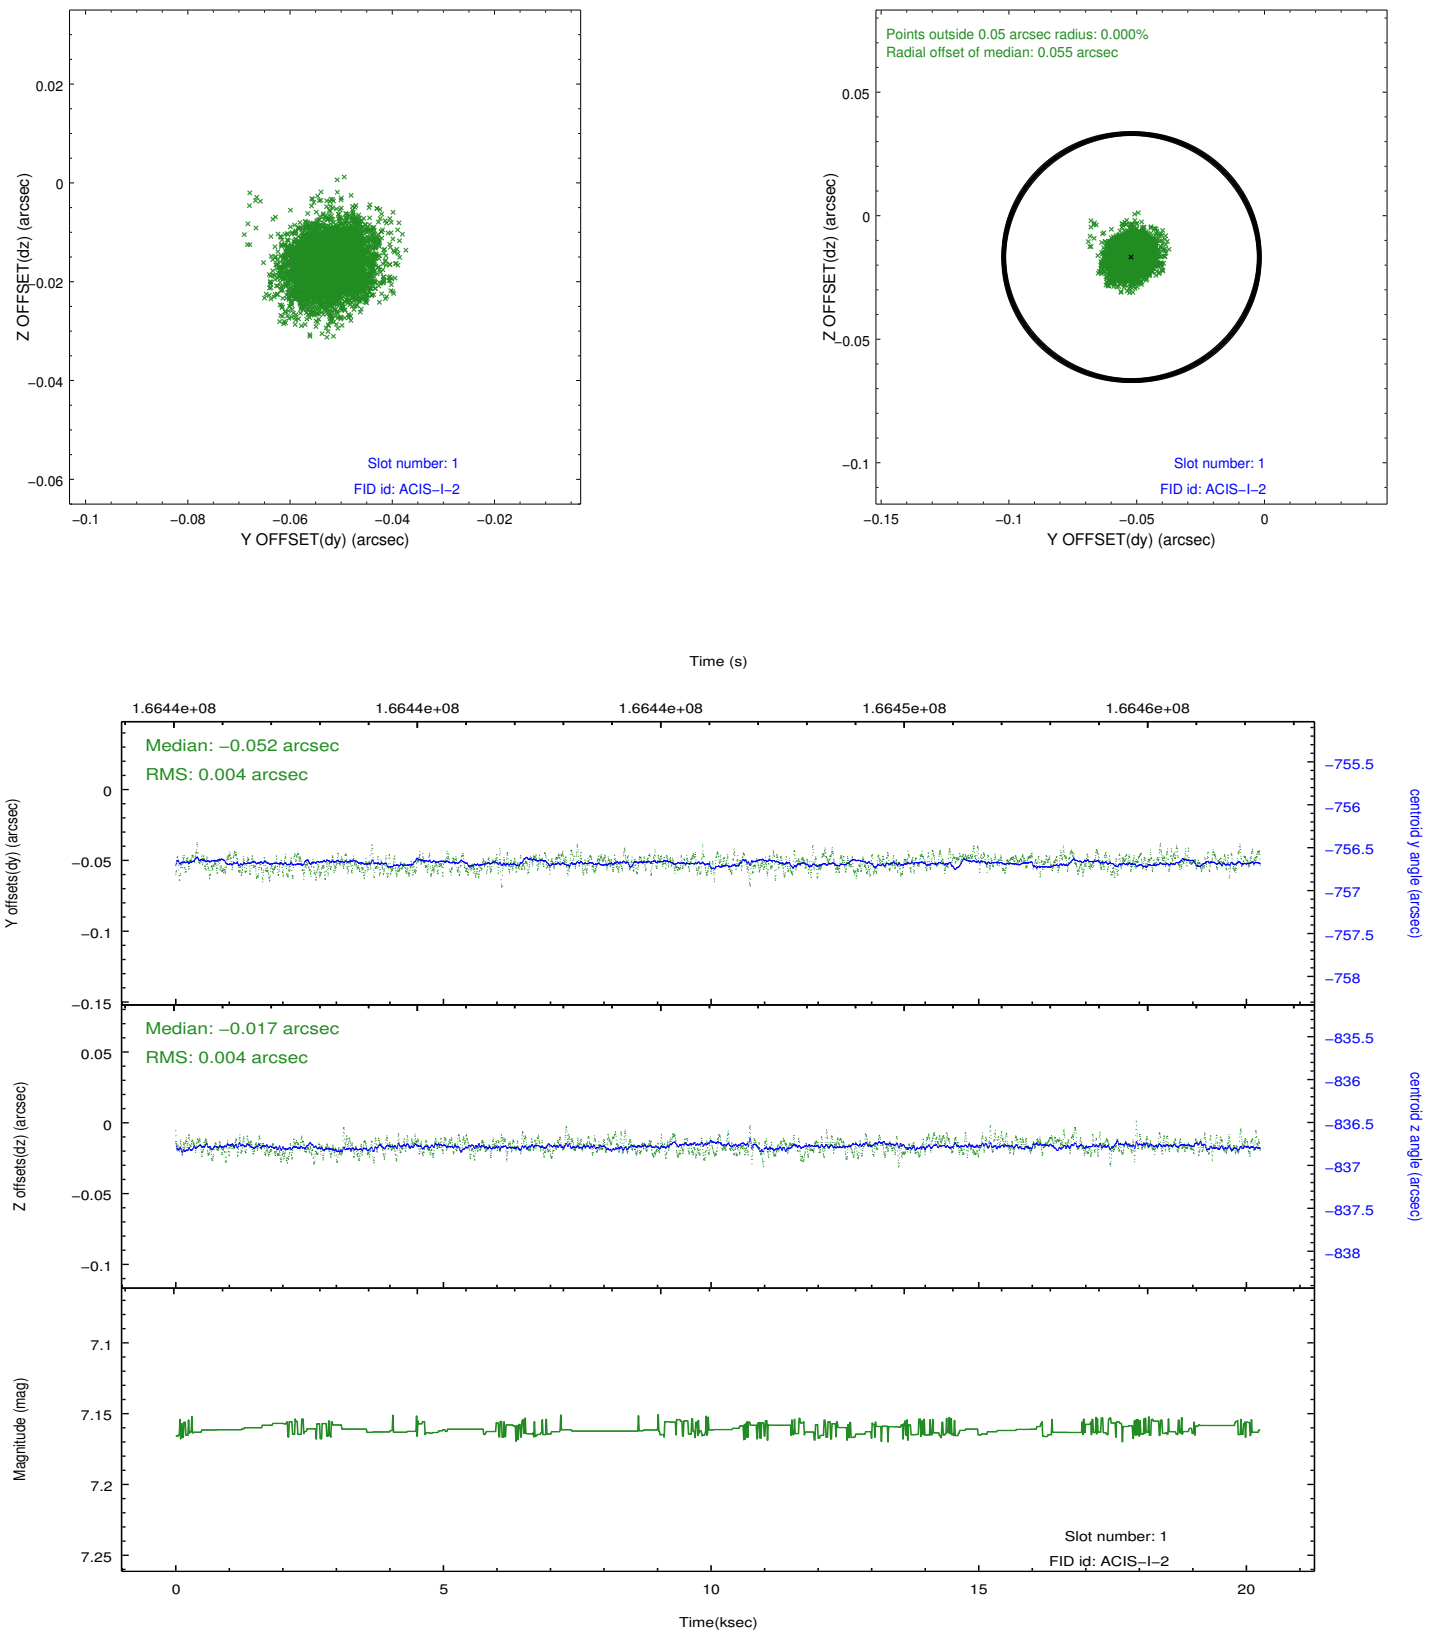 0.02
0
−0.02
−0.04
−0.06
Z OFFSET(dz) (arcsec)
Slot number: 1
FID id: ACIS−I−2
−0.1
−0.08
−0.06
−0.04
−0.02
Y OFFSET(dy) (arcsec)
Points outside 0.05 arcsec radius: 0.000%
Radial offset of median: 0.055 arcsec
0.05
0
−0.05
−0.1
Z OFFSET(dz) (arcsec)
Slot number: 1
FID id: ACIS−I−2
−0.15
−0.1
−0.05
0
Y OFFSET(dy) (arcsec)
Time (s)
1.6644e+08
1.6644e+08
1.6644e+08
1.6645e+08
1.6646e+08
Median: −0.052 arcsec
RMS: 0.004 arcsec
0
−0.05
−0.1
−0.15
Y offsets(dy) (arcsec)
−755.5
−756
−756.5
−757
−757.5
−758
centroid y angle (arcsec)
Median: −0.017 arcsec
RMS: 0.004 arcsec
0.05
0
−0.05
−0.1
Z offsets(dz) (arcsec)
−835.5
−836
−836.5
−837
−837.5
−838
centroid z angle (arcsec)
7.1
7.15
7.2
7.25
Magnitude (mag)
Slot number: 1
FID id: ACIS−I−2
0
5
10
15
20
Time(ksec)